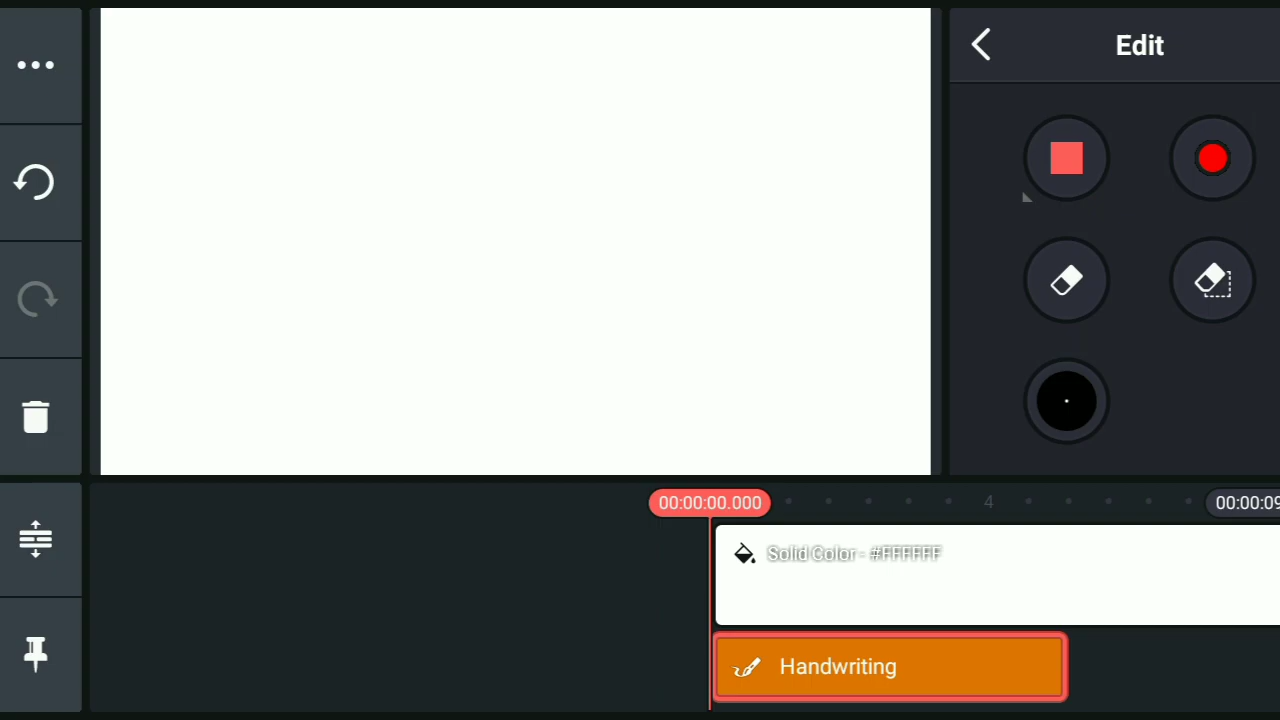 Edit
00:00:00.000
4
00:00:09
Solid Color - #FFFFFF
Handwriting